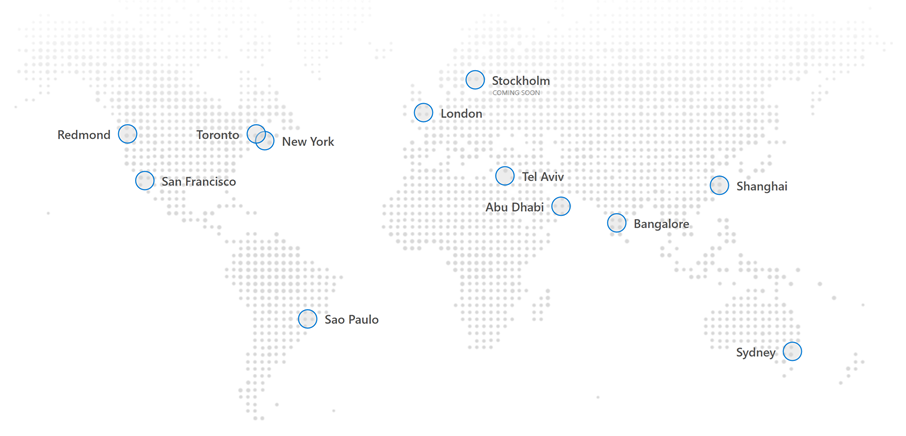 Stockholm
COMING SOON
London
Redmond
Toronto
New York
San Francisco
Tel Aviv
Shanghai
Abu Dhabi
Bangalore
Sao Paulo
Sydney